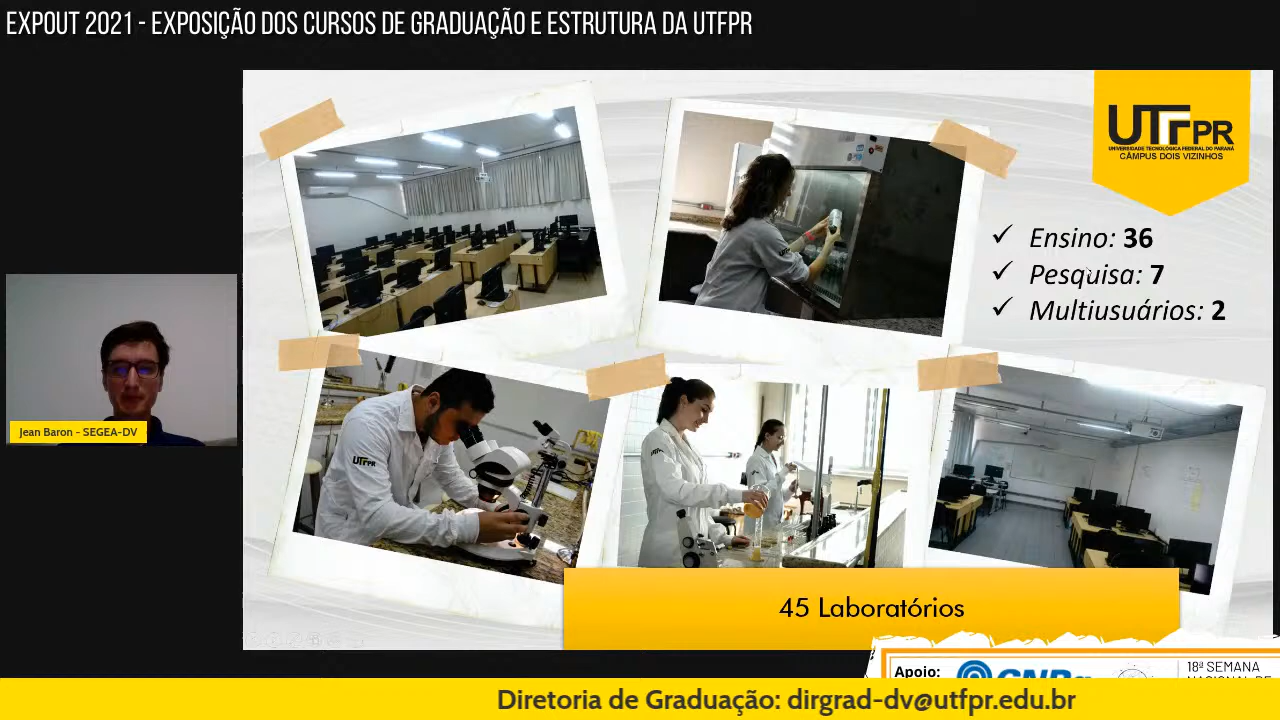 EXPOUT 2021 - EXPOSIÇÃO DOS CURSOS DE GRADUAÇÃO E ESTRUTURA DA UTFPR
UTFPR
UNIVERSIDADE TECNOLÓGICA FEDERAL DO PARANÁ
CÂMPUS DOIS VIZINHOS
✓ Ensino: 36
✓ Pesquisa: 7
✓ Multiusuários: 2
Jean Baron - SEGEA-DV
UTFPR
45 Laboratórios
Apoio:
18ª SEMANA
Diretoria de Graduação: dirgrad-dv@utfpr.edu.br